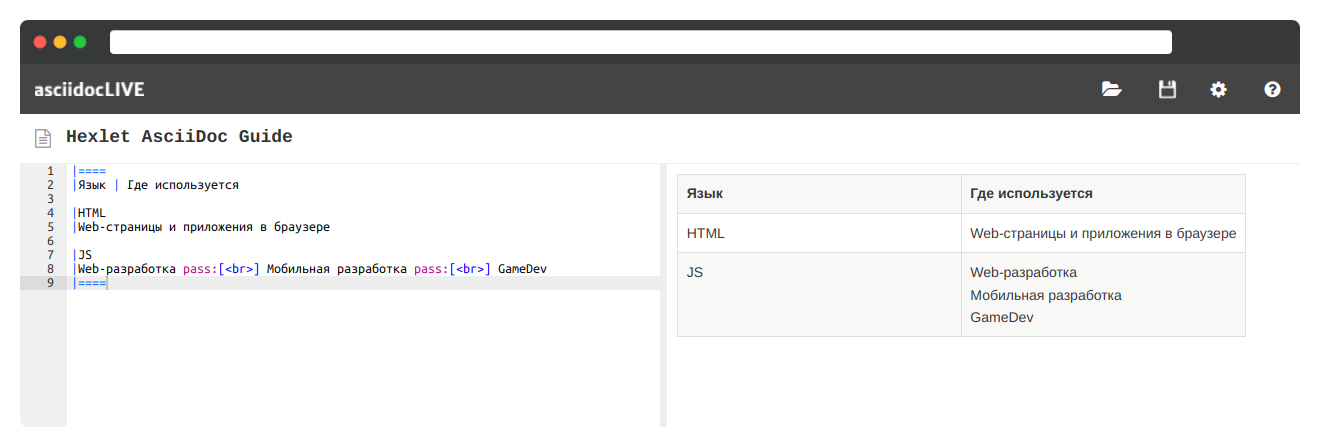 asciidocLIVE
Hexlet AsciiDoc Guide
1 |====
2 |Язык | Где используется
3
4 |HTML
5 |Web-страницы и приложения в браузере
6
7 |JS
8 |Web-разработка pass:[<br>] Мобильная разработка pass:[<br>] GameDev
9 |====
Язык Где используется
HTML Web-страницы и приложения в браузере
JS Web-разработка
Мобильная разработка
GameDev